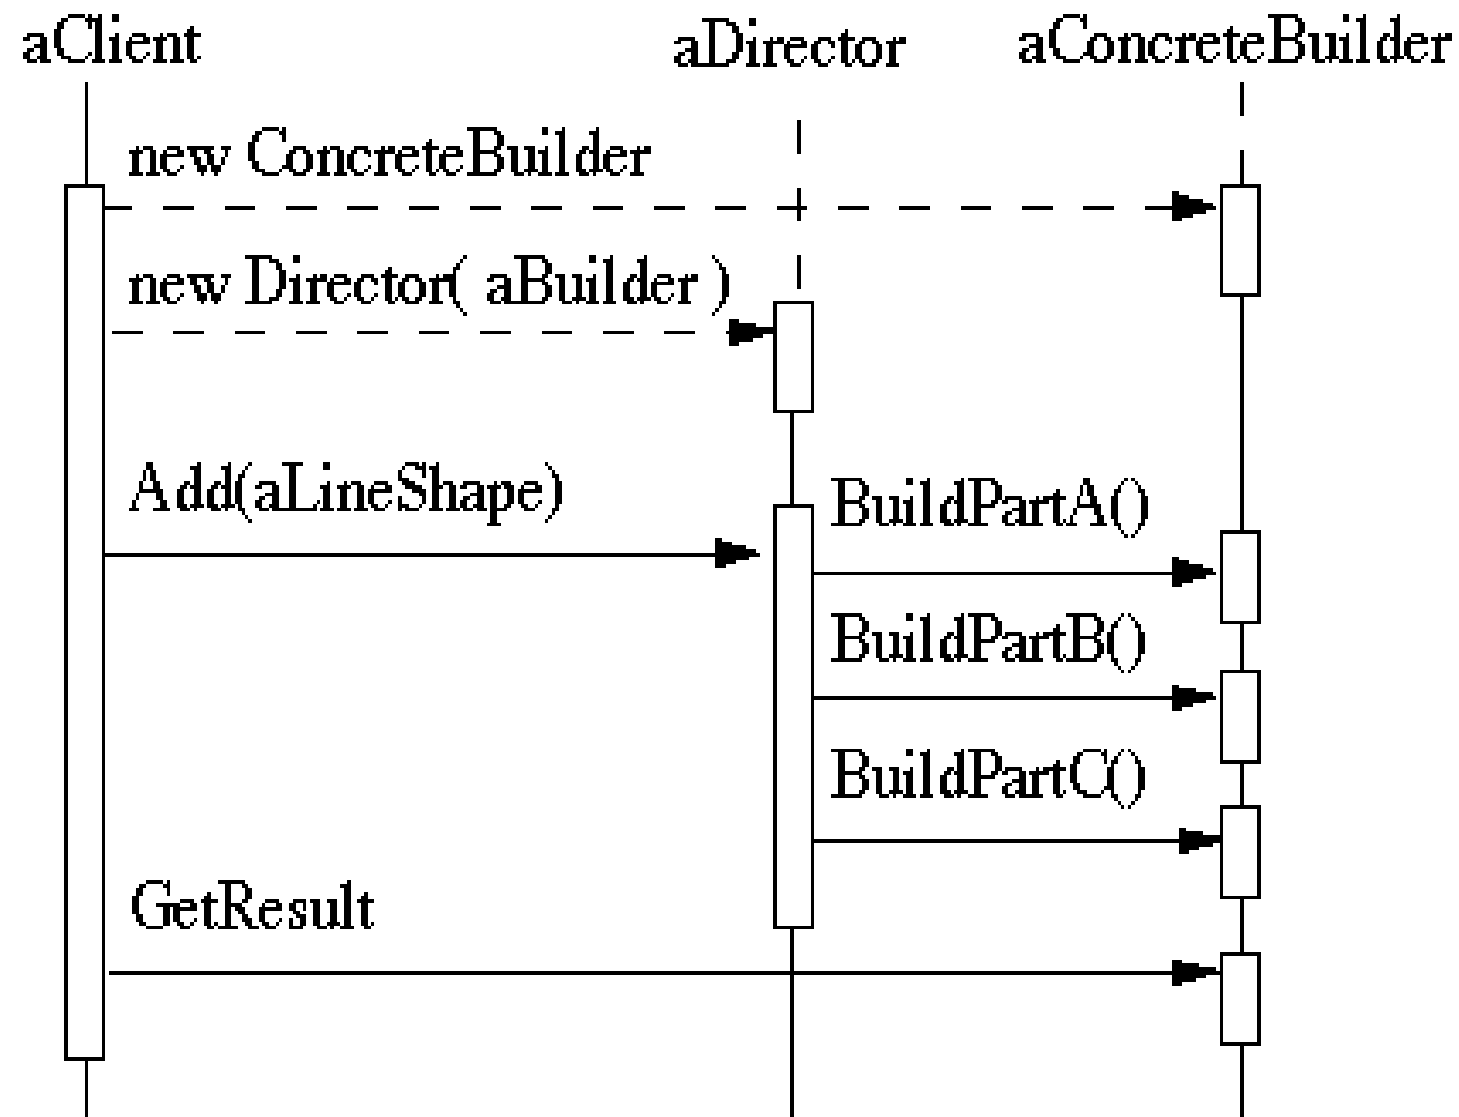 aClient
aDirector
aConcreteBuilder
new ConcreteBuilder
new Director( aBuilder )
Add(aLineShape)
BuildPartA()
BuildPartB()
BuildPartC()
GetResult